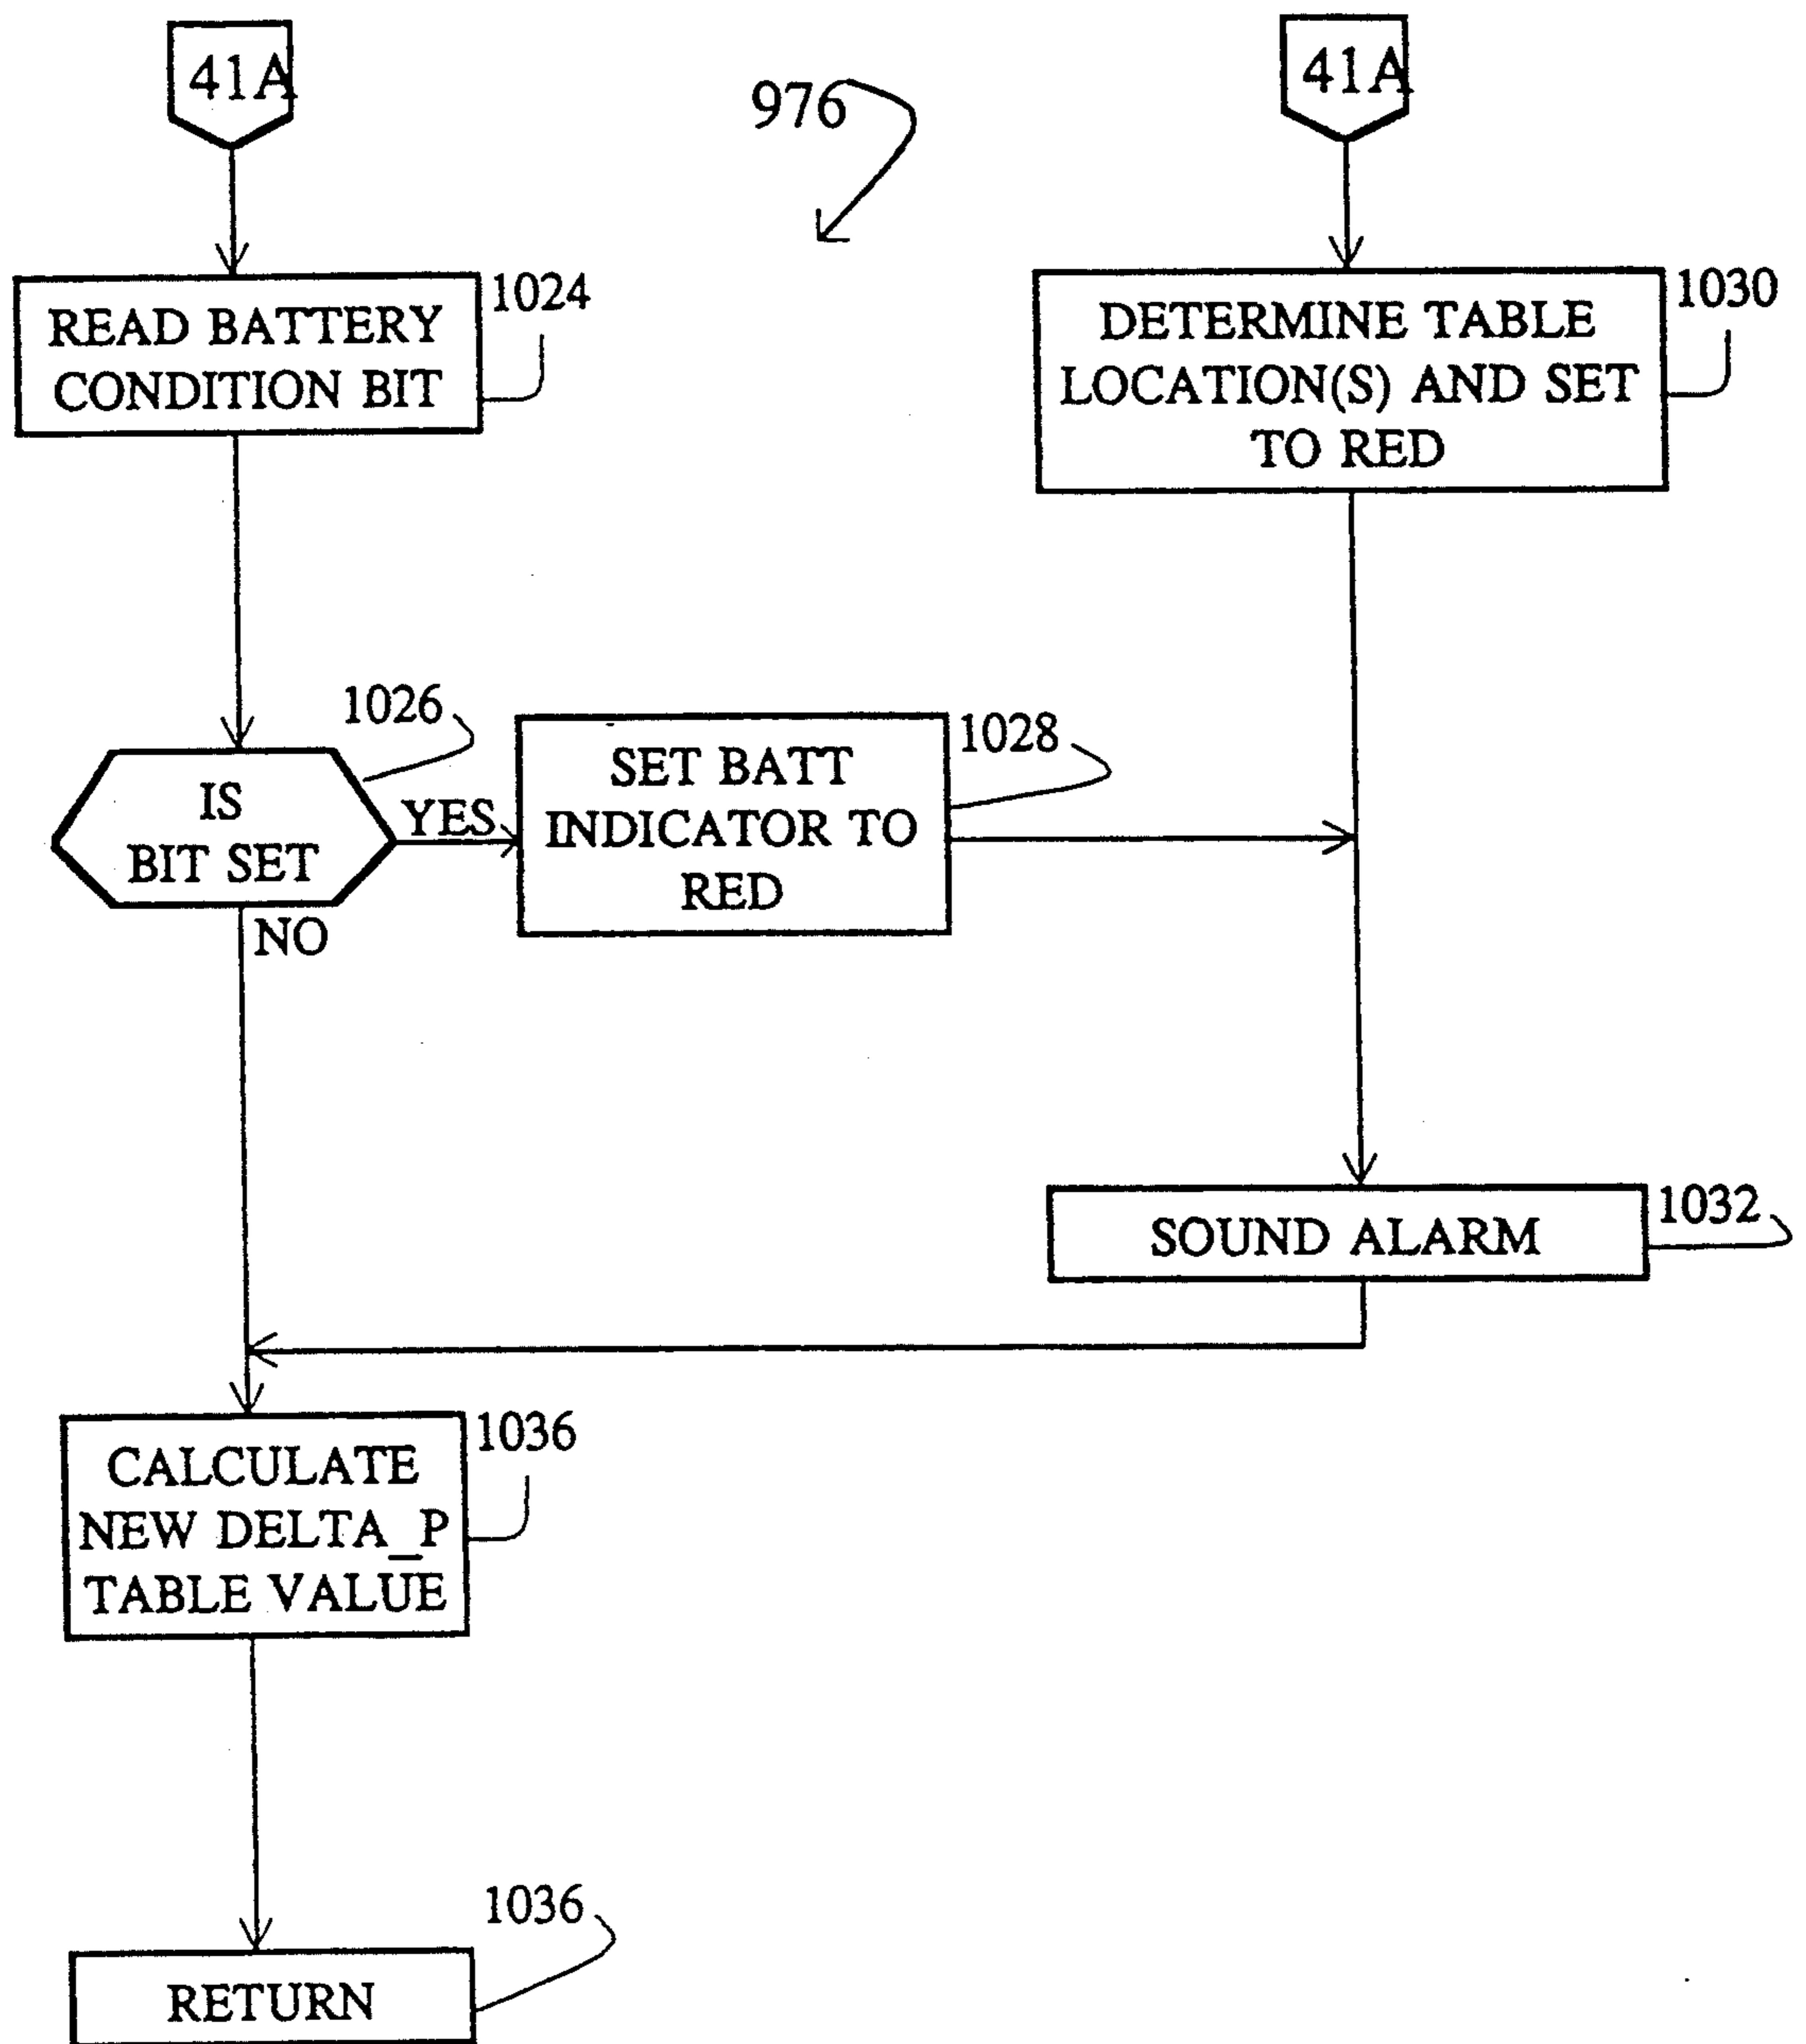 41A
976
41A
READ BATTERY
CONDITION BIT
1024
DETERMINE TABLE
LOCATION(S) AND SET
TO RED
1030
IS
BIT SET
1026
YES
NO
SET BATT
INDICATOR TO
RED
1028
SOUND ALARM
1032
CALCULATE
NEW DELTA_P
TABLE VALUE
1036
RETURN
1036